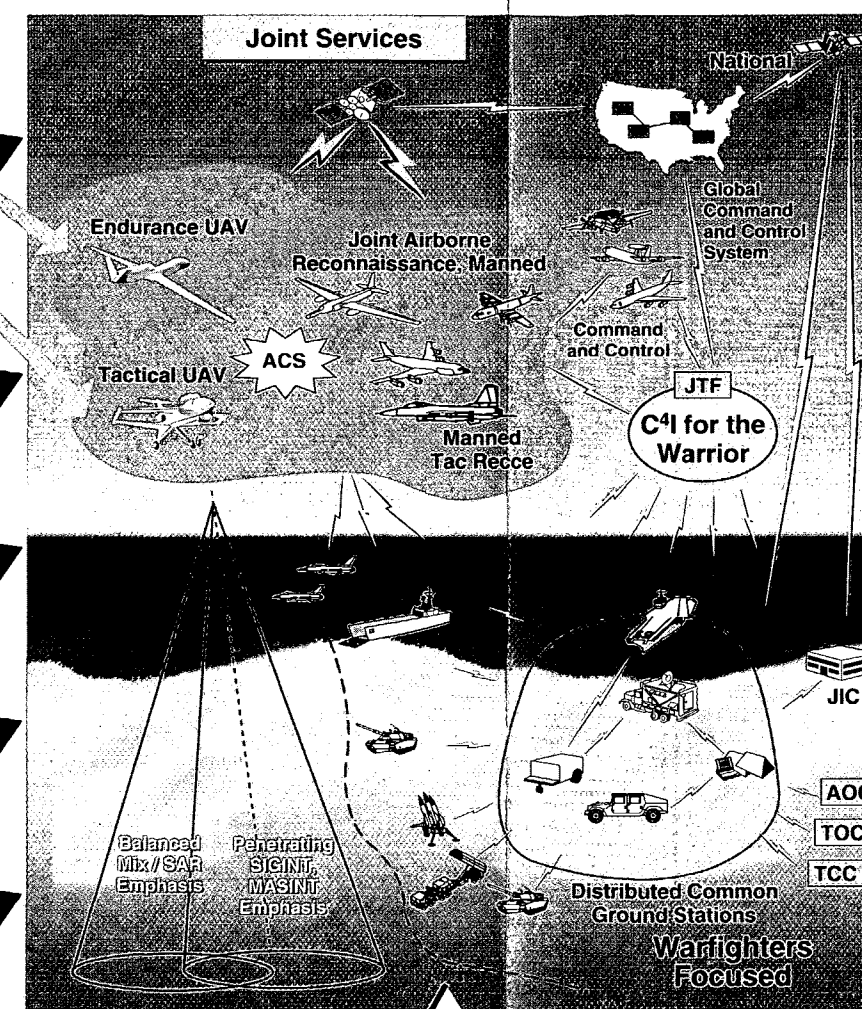 Joint Services
National
Global
Command
and Control
System
Endurance UAV
Joint Airborne
Reconnaissance, Manned
Command
and Control
ACS
Tactical UAV
JTF
C⁴I for the
Warrior
Manned
Tac Recce
JIC
AOC
TOC
TCC
Balanced
Mix / SAR
Emphasis
Penetrating
SIGINT,
MASINT
Emphasis
Distributed Common
Ground Stations
Warfighters
Focused